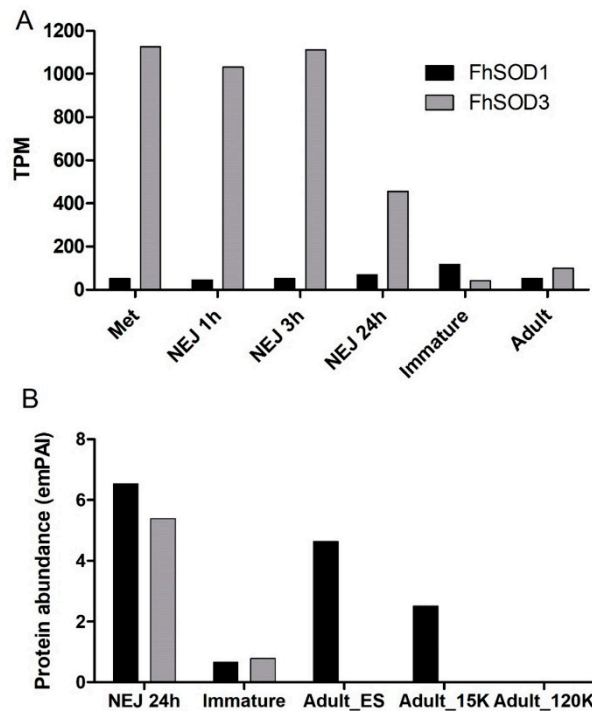 A
TPM
1200
1000
800
600
400
200
0
FhSOD1
FhSOD3
Met
NEJ 1h
NEJ 3h
NEJ 24h
Immature
Adult
B
Protein abundance (emPAI)
8
6
4
2
0
NEJ 24h Immature Adult_ES Adult_15K Adult_120K